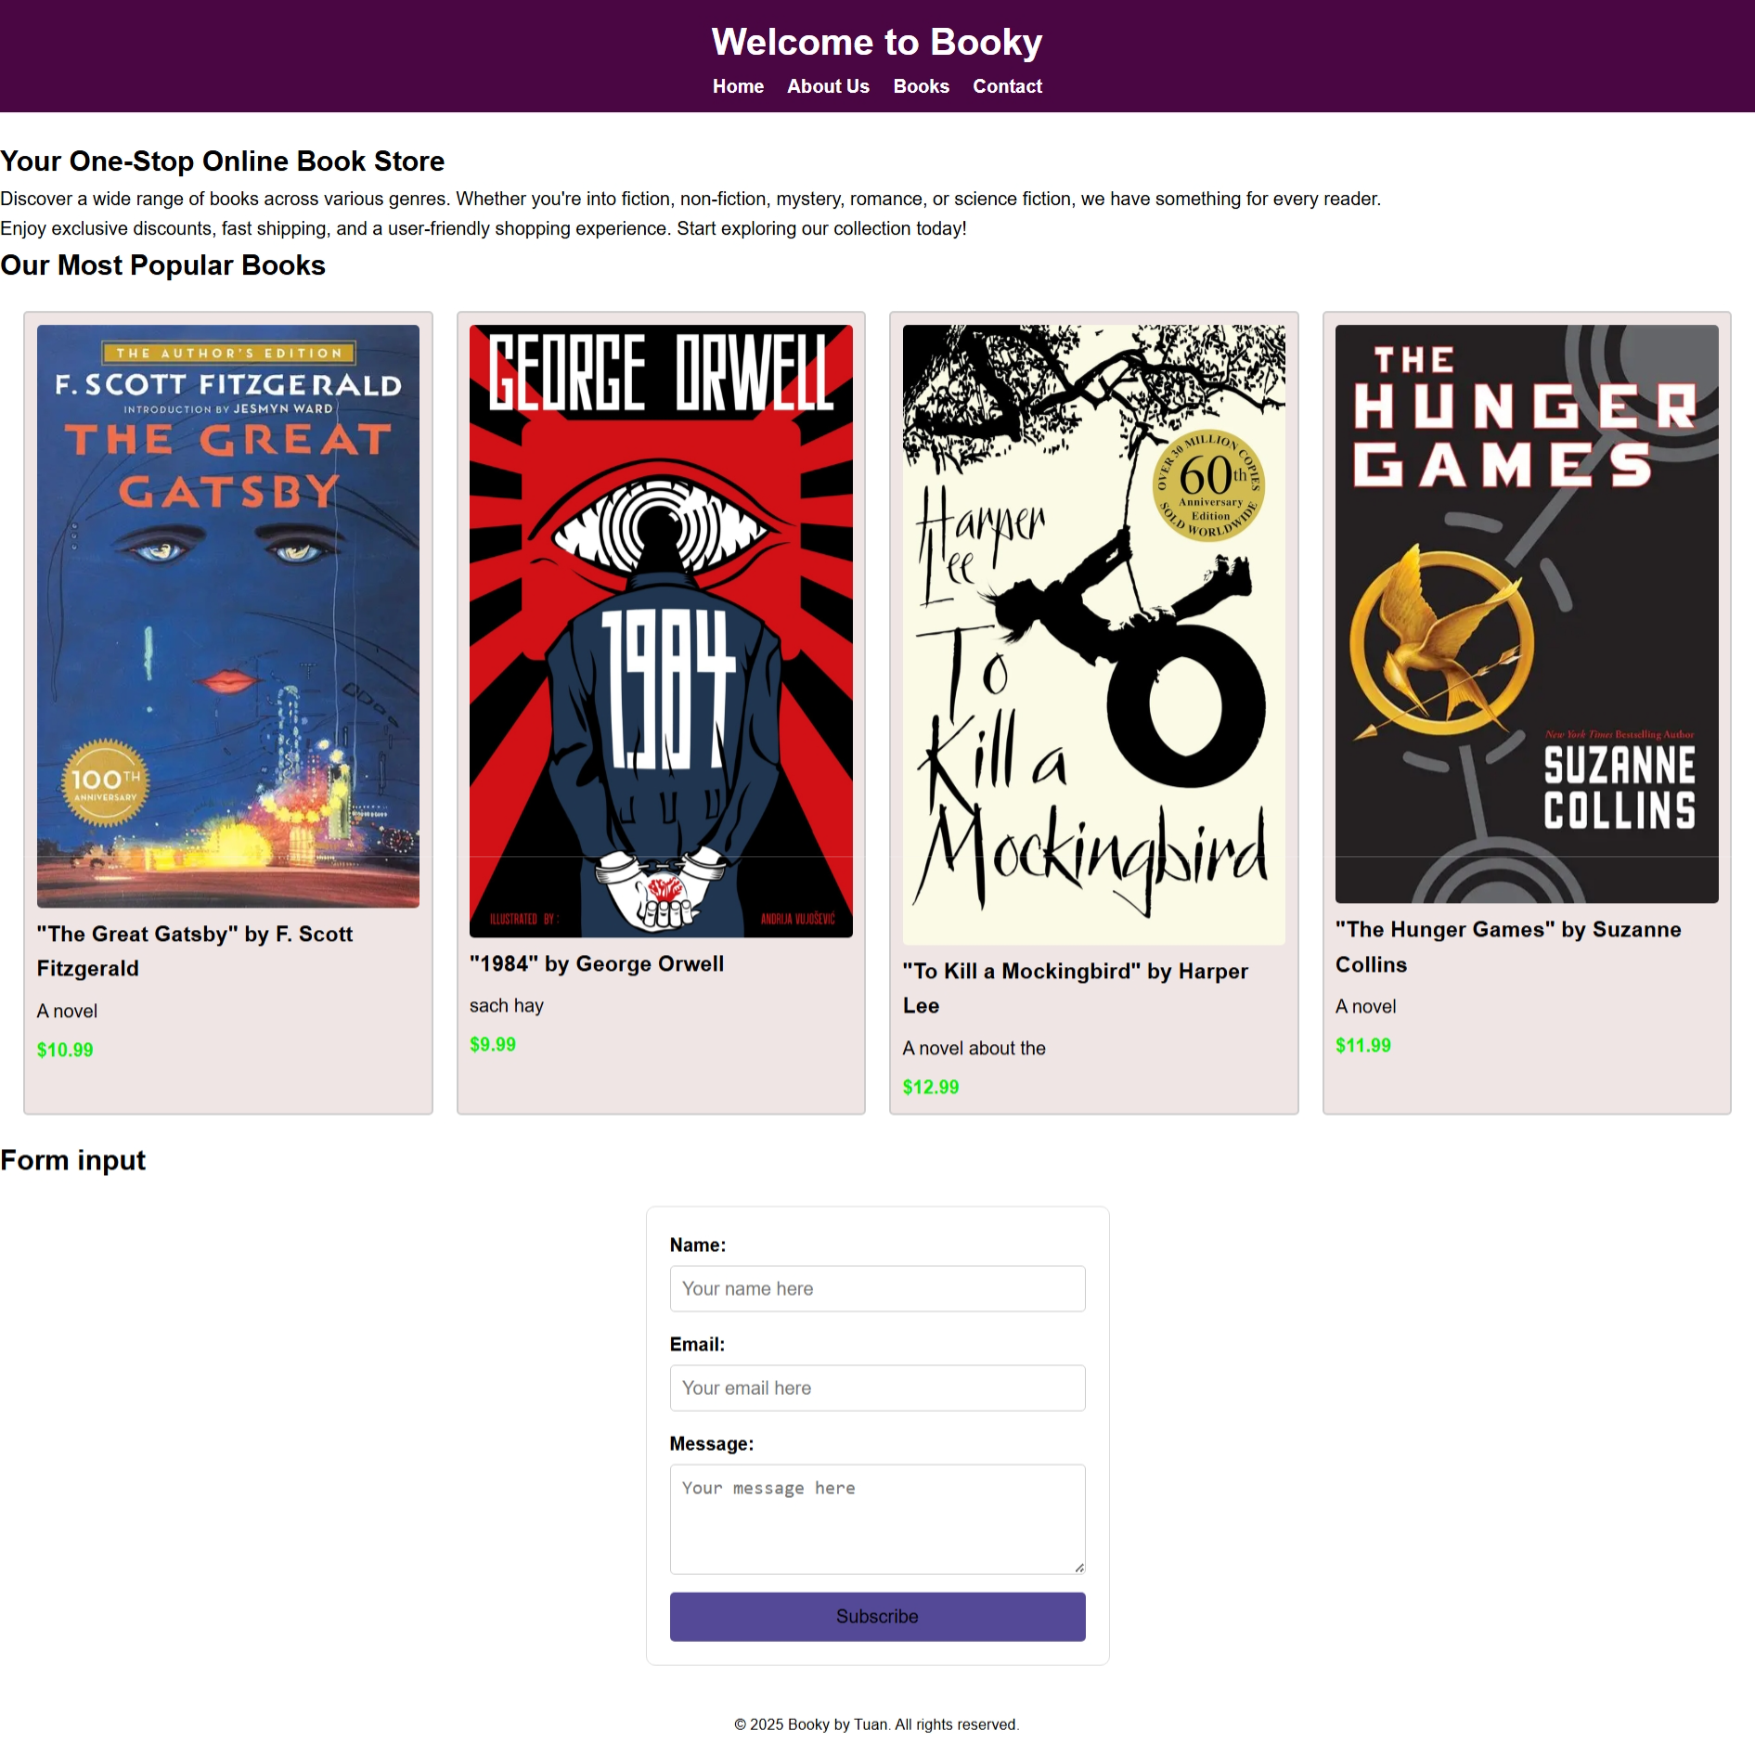 Welcome to Booky
Home About Us Books Contact
Your One-Stop Online Book Store
Discover a wide range of books across various genres. Whether you're into fiction, non-fiction, mystery, romance, or science fiction, we have something for every reader.
Enjoy exclusive discounts, fast shipping, and a user-friendly shopping experience. Start exploring our collection today!
Our Most Popular Books
THE AUTHOR'S EDITION
F. SCOTT FITZGERALD
INTRODUCTION BY JESMYN WARD
THE GREAT
GATSBY
100TH
ANNIVERSARY
"The Great Gatsby" by F. Scott
Fitzgerald
A novel
$10.99
GEORGE ORWELL
1984
ILLUSTRATED BY : ANDRIJA VUJOŠEVIĆ
"1984" by George Orwell
sach hay
$9.99
OVER 30 MILLION COPIES
60th
Anniversary
Edition
SOLD WORLDWIDE
Harper
Lee
To
Kill a
Mockingbird
"To Kill a Mockingbird" by Harper
Lee
A novel about the
$12.99
THE
HUNGER
GAMES
New York Times Bestselling Author
SUZANNE
COLLINS
"The Hunger Games" by Suzanne
Collins
A novel
$11.99
Form input
Name:
Your name here
Email:
Your email here
Message:
Your message here
Subscribe
© 2025 Booky by Tuan. All rights reserved.